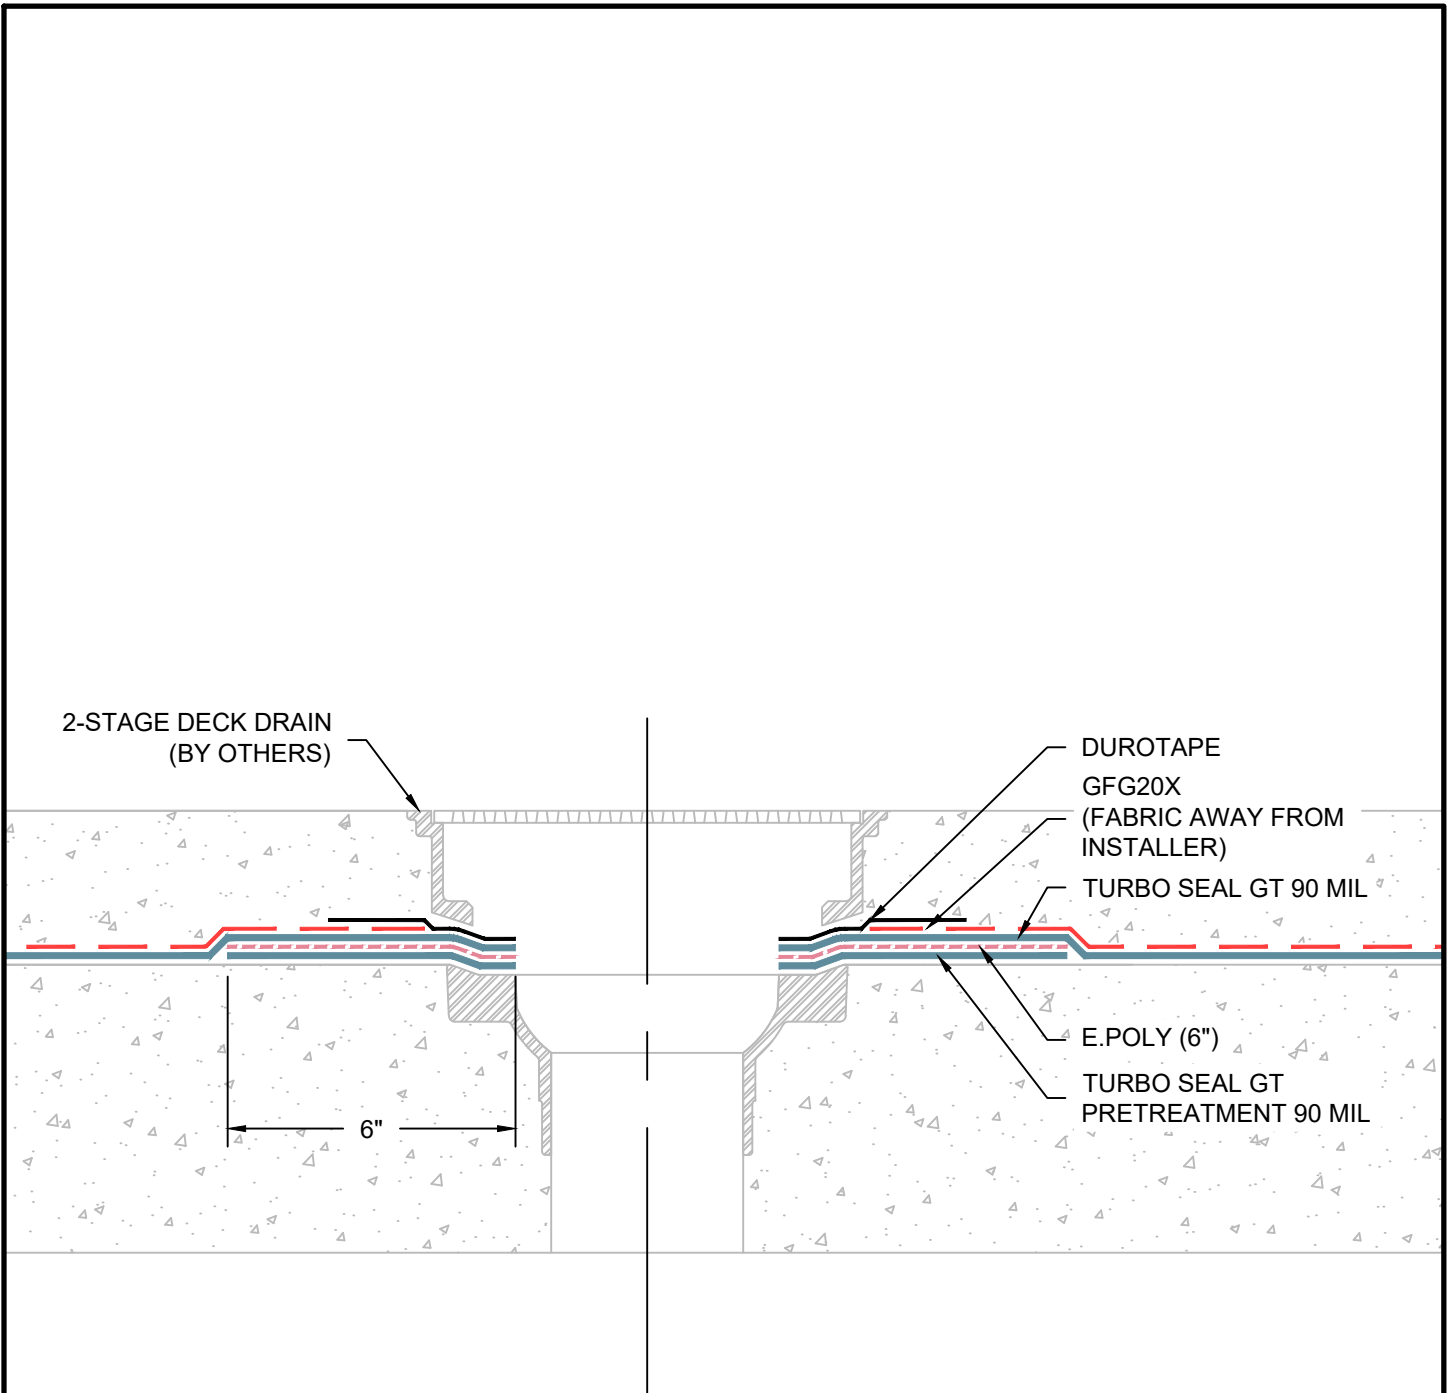 2-STAGE DECK DRAIN
(BY OTHERS)
DUROTAPE
GFG20X
(FABRIC AWAY FROM
INSTALLER)
TURBO SEAL GT 90 MIL
E.POLY (6")
TURBO SEAL GT
PRETREATMENT 90 MIL
6"